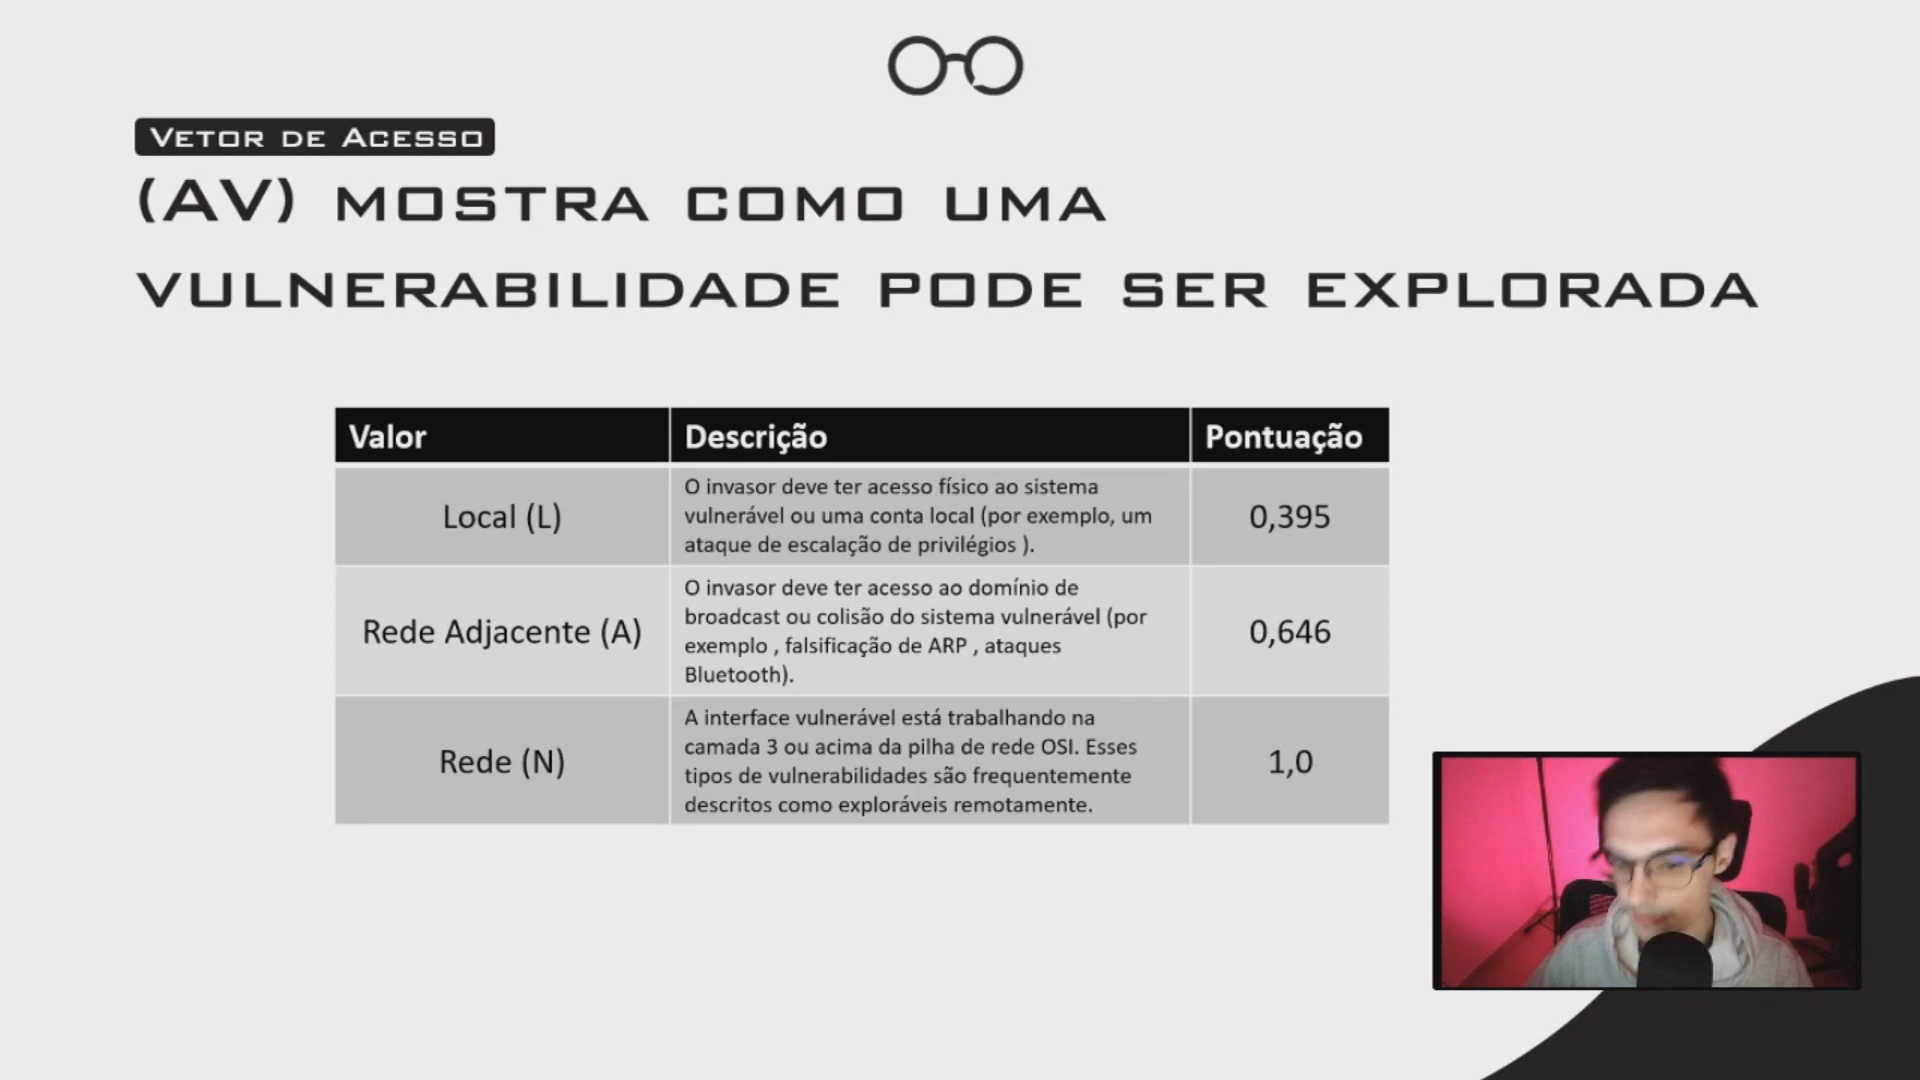 Vetor de Acesso
(AV) mostra como uma
vulnerabilidade pode ser explorada
Valor Descrição Pontuação
Local (L)
O invasor deve ter acesso físico ao sistema
vulnerável ou uma conta local (por exemplo, um
ataque de escalação de privilégios ).
0,395
Rede Adjacente (A)
O invasor deve ter acesso ao domínio de
broadcast ou colisão do sistema vulnerável (por
exemplo , falsificação de ARP , ataques
Bluetooth).
0,646
Rede (N)
A interface vulnerável está trabalhando na
camada 3 ou acima da pilha de rede OSI. Esses
tipos de vulnerabilidades são frequentemente
descritos como exploráveis remotamente.
1,0